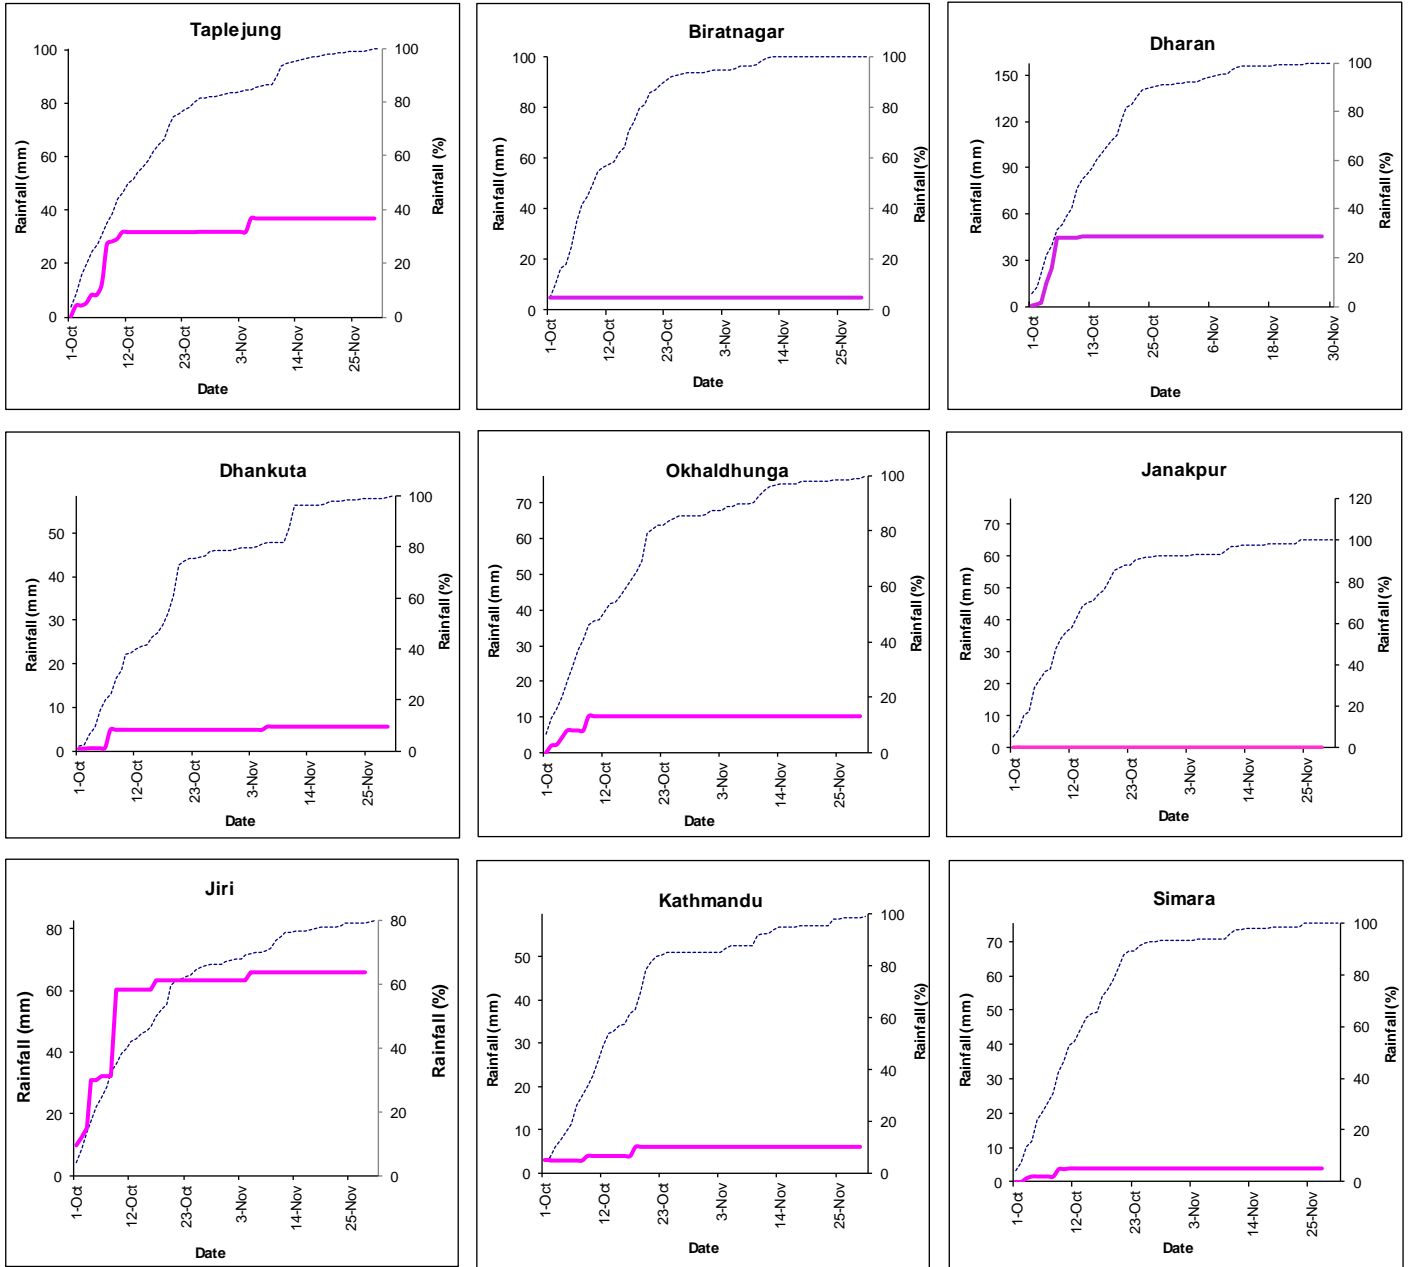 Taplejung
100
80
60
40
20
0
Rainfall (mm)
100
80
60
40
20
0
Rainfall (%)
1-Oct
12-Oct
23-Oct
3-Nov
14-Nov
25-Nov
Date
Biratnagar
100
80
60
40
20
0
Rainfall (mm)
100
80
60
40
20
0
Rainfall (%)
1-Oct
12-Oct
23-Oct
3-Nov
14-Nov
25-Nov
Date
Dharan
150
120
90
60
30
0
Rainfall (mm)
100
80
60
40
20
0
Rainfall (%)
1-Oct
13-Oct
25-Oct
6-Nov
18-Nov
30-Nov
Date
Dhankuta
50
40
30
20
10
0
Rainfall (mm)
100
80
60
40
20
0
Rainfall (%)
1-Oct
12-Oct
23-Oct
3-Nov
14-Nov
25-Nov
Date
Okhaldhunga
70
60
50
40
30
20
10
0
Rainfall (mm)
100
80
60
40
20
0
Rainfall (%)
1-Oct
12-Oct
23-Oct
3-Nov
14-Nov
25-Nov
Date
Janakpur
70
60
50
40
30
20
10
0
Rainfall (mm)
120
100
80
60
40
20
0
Rainfall (%)
1-Oct
12-Oct
23-Oct
3-Nov
14-Nov
25-Nov
Date
Jiri
80
60
40
20
0
Rainfall (mm)
80
60
40
20
0
Rainfall (%)
1-Oct
12-Oct
23-Oct
3-Nov
14-Nov
25-Nov
Date
Kathmandu
50
40
30
20
10
0
Rainfall (mm)
100
80
60
40
20
0
Rainfall (%)
1-Oct
12-Oct
23-Oct
3-Nov
14-Nov
25-Nov
Date
Simara
70
60
50
40
30
20
10
0
Rainfall (mm)
100
80
60
40
20
0
Rainfall (%)
1-Oct
12-Oct
23-Oct
3-Nov
14-Nov
25-Nov
Date